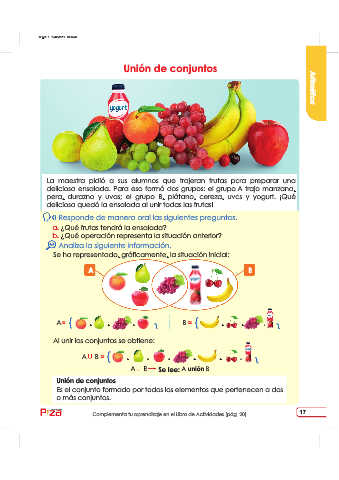 Unión de conjuntos
Aritmética
yogurt
La maestra pidió a sus alumnos que trajeran frutas para preparar una
deliciosa ensalada. Para eso formó dos grupos: el grupo A trajo manzana,
pera, durazno y uvas; el grupo B, plátano, cereza, uvas y yogurt. ¡Qué
deliciosa quedó la ensalada al unir todas las frutas!
Responde de manera oral las siguientes preguntas.
a. ¿Qué frutas tendrá la ensalada?
b. ¿Qué operación representa la situación anterior?
Analiza la siguiente información.
Se ha representado, gráficamente, la situación inicial:
A B
A = { , , , } B = { , , , }
Al unir los conjuntos se obtiene:
A U B = { , , , , , , }
A B → Se lee: A unión B
Unión de conjuntos
Es el conjunto formado por todos los elementos que pertenecen a dos
o más conjuntos.
Complementa tu aprendizaje en el Libro de Actividades (pág. 20)
17